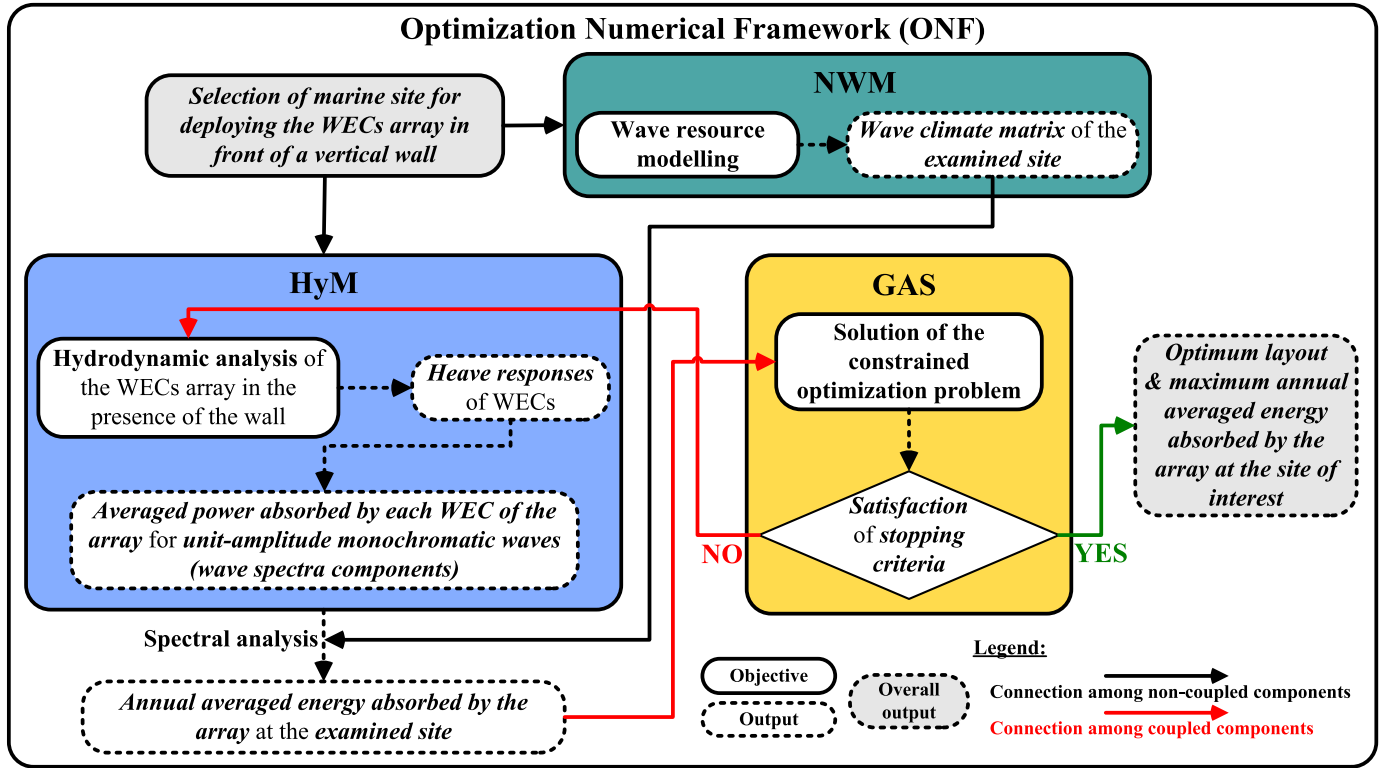 Optimization Numerical Framework (ONF)
Selection of marine site for
deploying the WECs array in
front of a vertical wall
NWM
Wave resource
modelling
Wave climate matrix of the
examined site
HyM
Hydrodynamic analysis of
the WECs array in the
presence of the wall
Heave responses
of WECs
Averaged power absorbed by each WEC of the
array for unit-amplitude monochromatic waves
(wave spectra components)
GAS
Solution of the
constrained
optimization problem
Satisfaction
of stopping
criteria
NO
YES
Optimum layout
& maximum annual
averaged energy
absorbed by the
array at the site of
interest
Spectral analysis
Annual averaged energy absorbed by the
array at the examined site
Legend:
Objective
Output
Overall
output
Connection among non-coupled components
Connection among coupled components